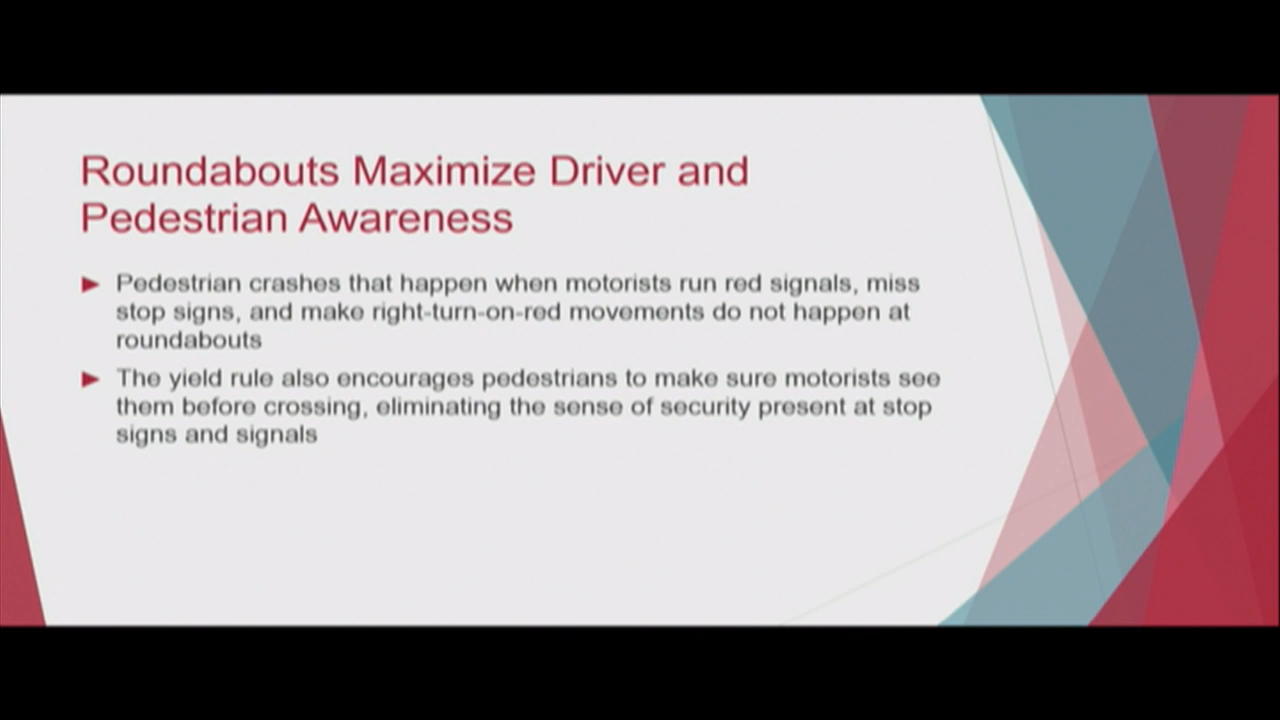 Roundabouts Maximize Driver and
Pedestrian Awareness
Pedestrian crashes that happen when motorists run red signals, miss
stop signs, and make right-turn-on-red movements do not happen at
roundabouts
The yield rule also encourages pedestrians to make sure motorists see
them before crossing, eliminating the sense of security present at stop
signs and signals